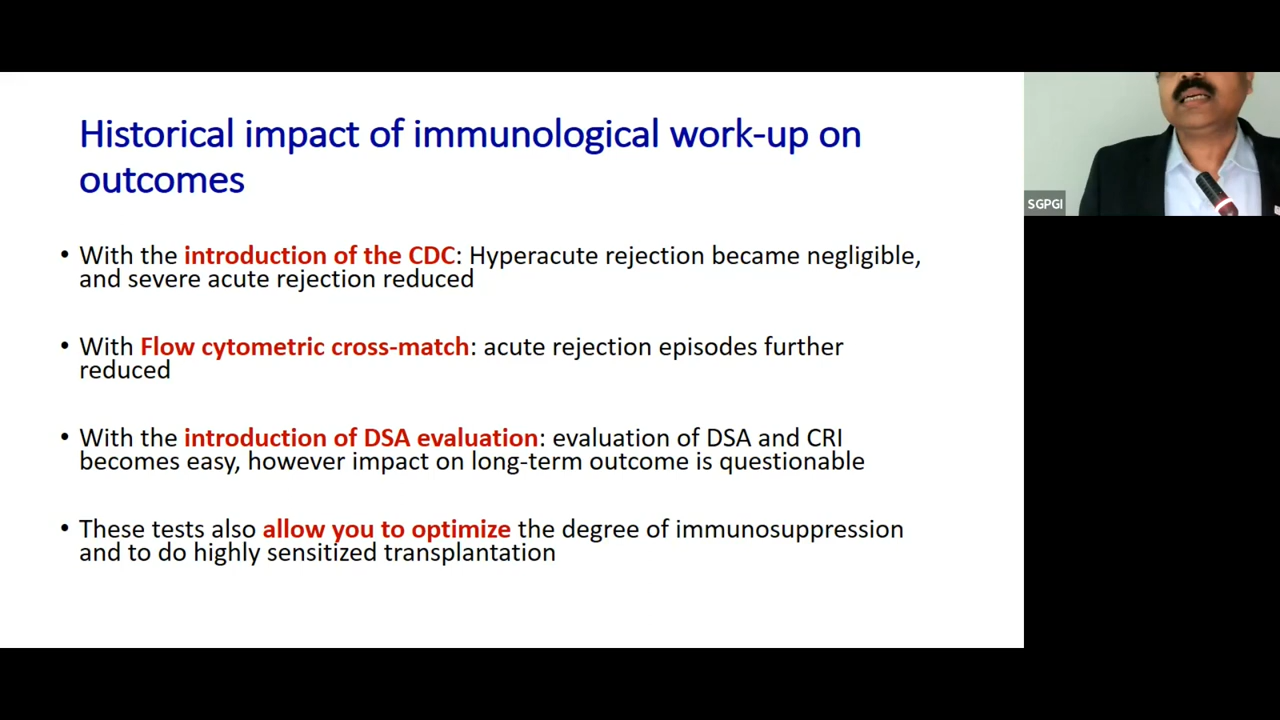 Historical impact of immunological work-up on
outcomes
• With the introduction of the CDC: Hyperacute rejection became negligible,
and severe acute rejection reduced
• With Flow cytometric cross-match: acute rejection episodes further
reduced
• With the introduction of DSA evaluation: evaluation of DSA and CRI
becomes easy, however impact on long-term outcome is questionable
• These tests also allow you to optimize the degree of immunosuppression
and to do highly sensitized transplantation
SGPGI